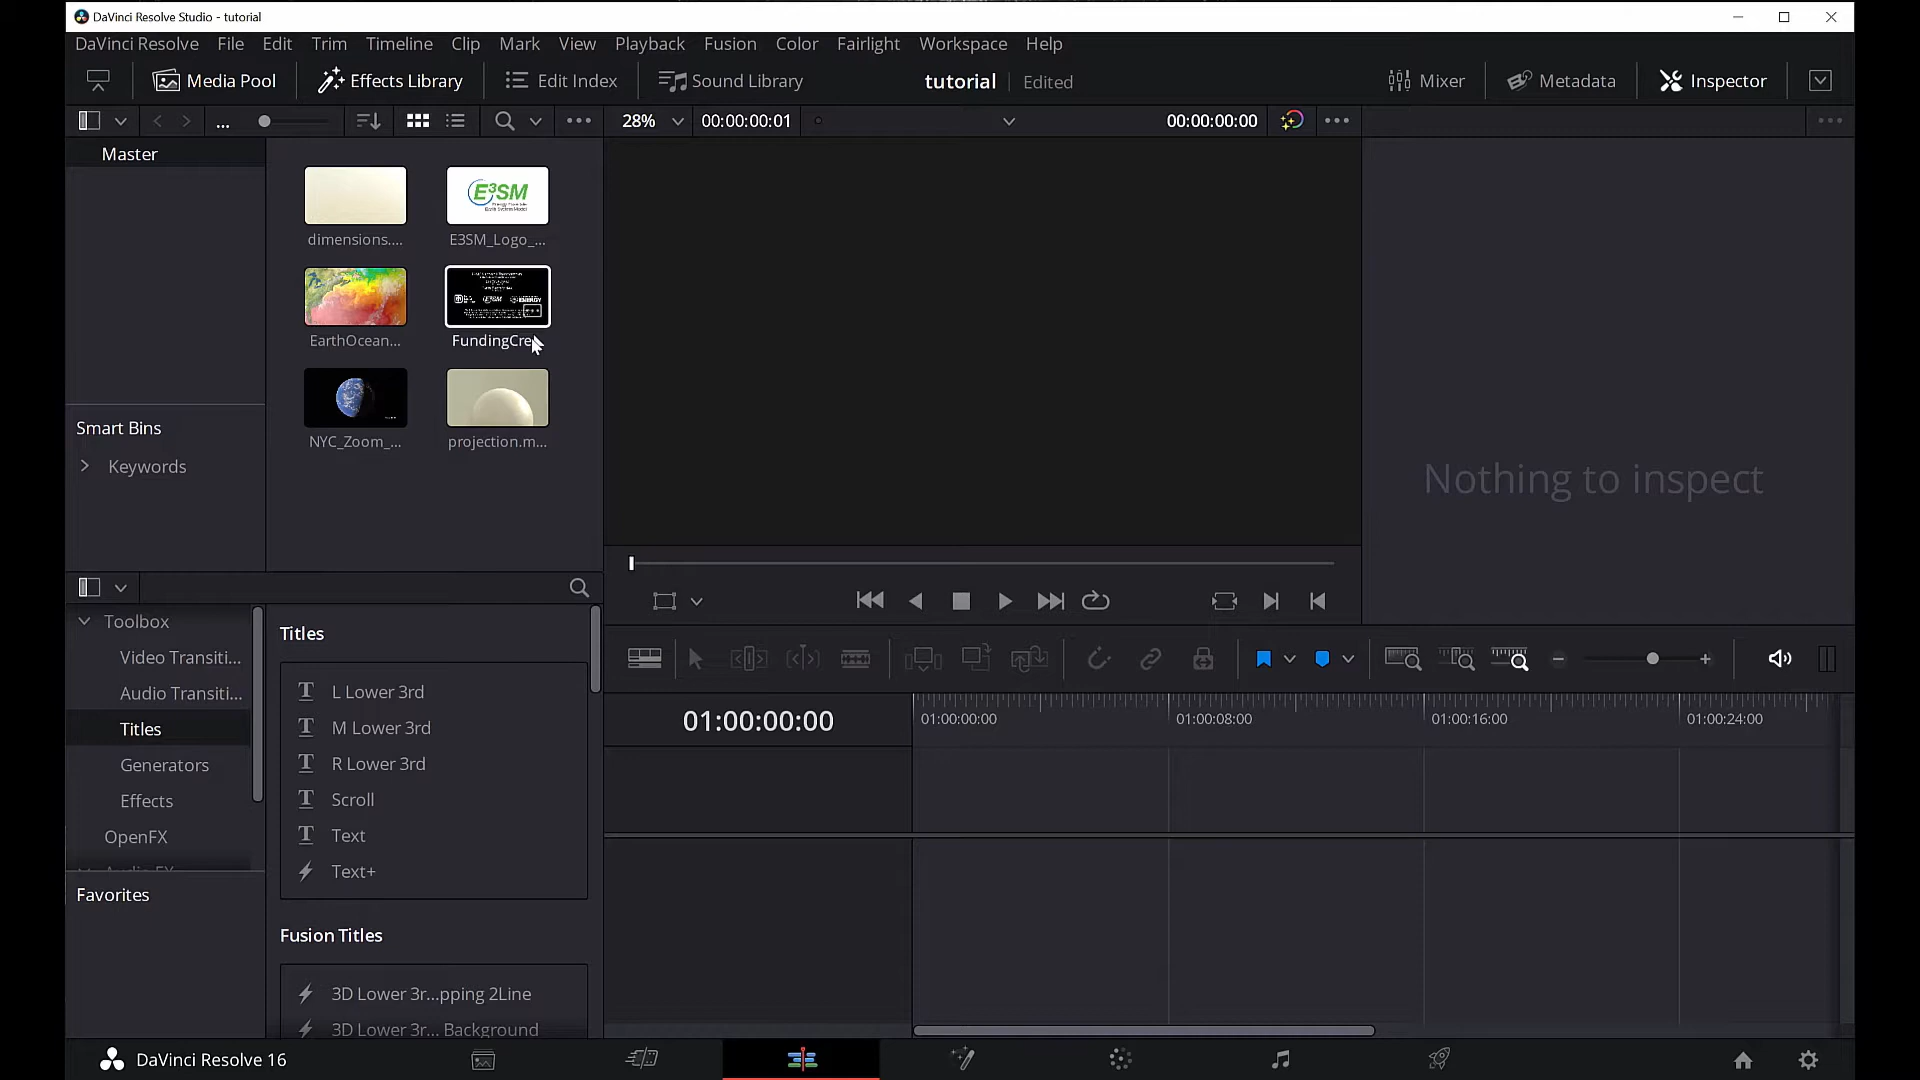 DaVinci Resolve Studio - tutorial
DaVinci Resolve File Edit Trim Timeline Clip Mark View Playback Fusion Color Fairlight Workspace Help
Media Pool Effects Library Edit Index Sound Library tutorial Edited Mixer Metadata Inspector
... 28% 00:00:00:01 00:00:00:00
Master
E3SM
dimensions.... E3SM_Logo_...
ENERGY
EarthOcean... FundingCre
NYC_Zoom_... projection.m...
Smart Bins
Keywords
Nothing to inspect
Toolbox
Video Transiti...
Audio Transiti...
Titles
Generators
Effects
OpenFX
Favorites
Titles
L Lower 3rd
M Lower 3rd
R Lower 3rd
Scroll
Text
Text+
Fusion Titles
3D Lower 3r...pping 2Line
3D Lower 3r... Background
01:00:00:00 01:00:00:00 01:00:08:00 01:00:16:00 01:00:24:00
DaVinci Resolve 16